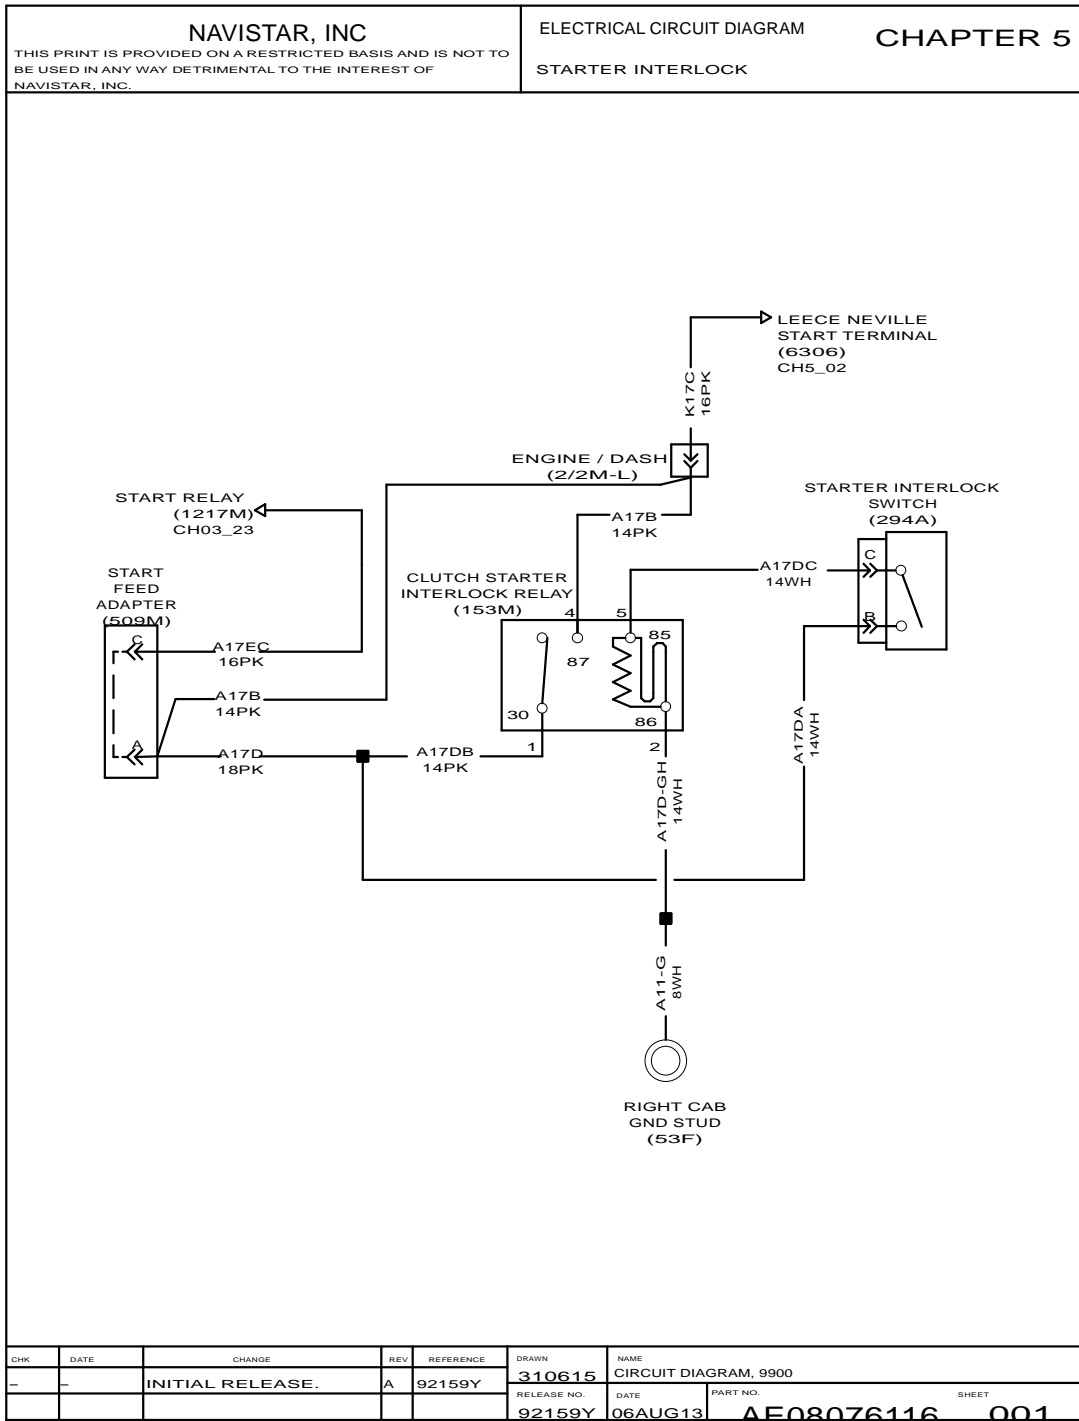 NAVISTAR, INC
THIS PRINT IS PROVIDED ON A RESTRICTED BASIS AND IS NOT TO
BE USED IN ANY WAY DETRIMENTAL TO THE INTEREST OF
NAVISTAR, INC.
ELECTRICAL CIRCUIT DIAGRAM
STARTER INTERLOCK
CHAPTER 5
LEECE NEVILLE
START TERMINAL
(6306)
CH5_02
K17C
16PK
ENGINE / DASH
(2/2M-L)
START RELAY
(1217M)
CH03_23
A17B
14PK
STARTER INTERLOCK
SWITCH
(294A)
C
B
A17DC
14WH
START
FEED
ADAPTER
(509M)
C
A
CLUTCH STARTER
INTERLOCK RELAY
(153M)
4
5
85
87
30
86
1
2
A17EC
16PK
A17B
14PK
A17D
18PK
A17DB
14PK
A17D-GH
14WH
A17DA
14WH
A11-G
8WH
RIGHT CAB
GND STUD
(53F)
CHK DATE CHANGE REV REFERENCE
– – INITIAL RELEASE. A 92159Y
DRAWN
310615
NAME
CIRCUIT DIAGRAM, 9900
RELEASE NO.
92159Y
DATE
06AUG13
PART NO.
AE08076116
SHEET
001